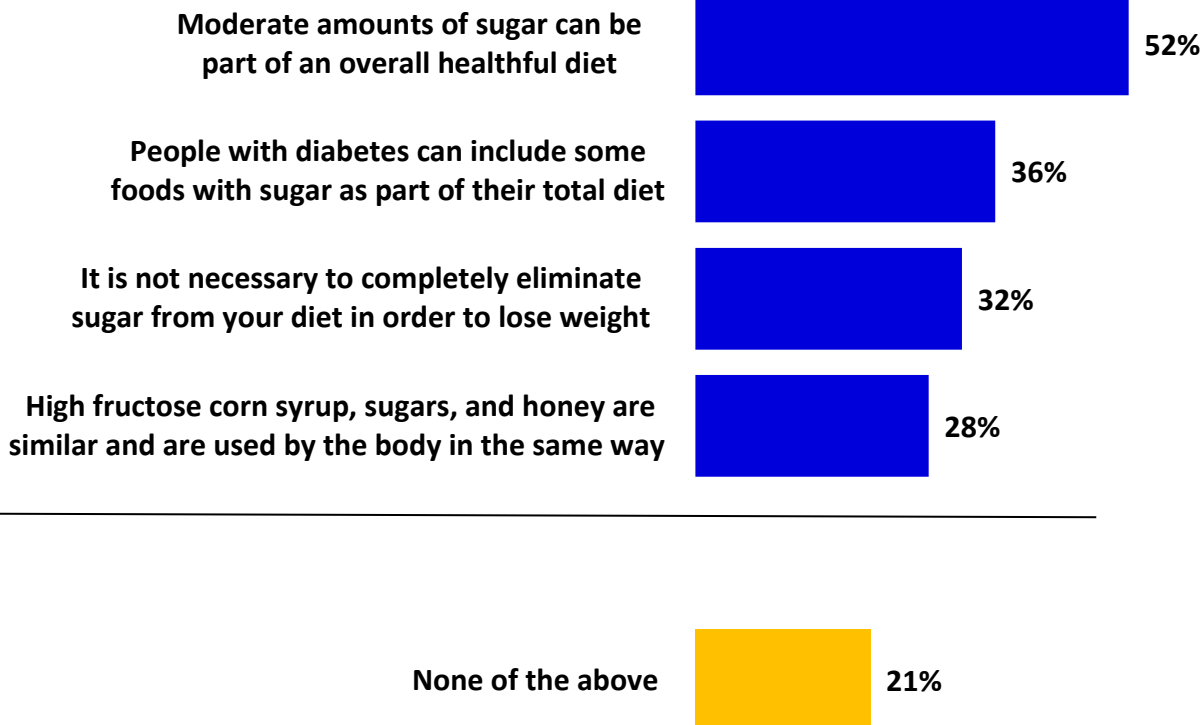 Moderate amounts of sugar can be
part of an overall healthful diet
52%
People with diabetes can include some
foods with sugar as part of their total diet
36%
It is not necessary to completely eliminate
sugar from your diet in order to lose weight
32%
High fructose corn syrup, sugars, and honey are
similar and are used by the body in the same way
28%
None of the above
21%